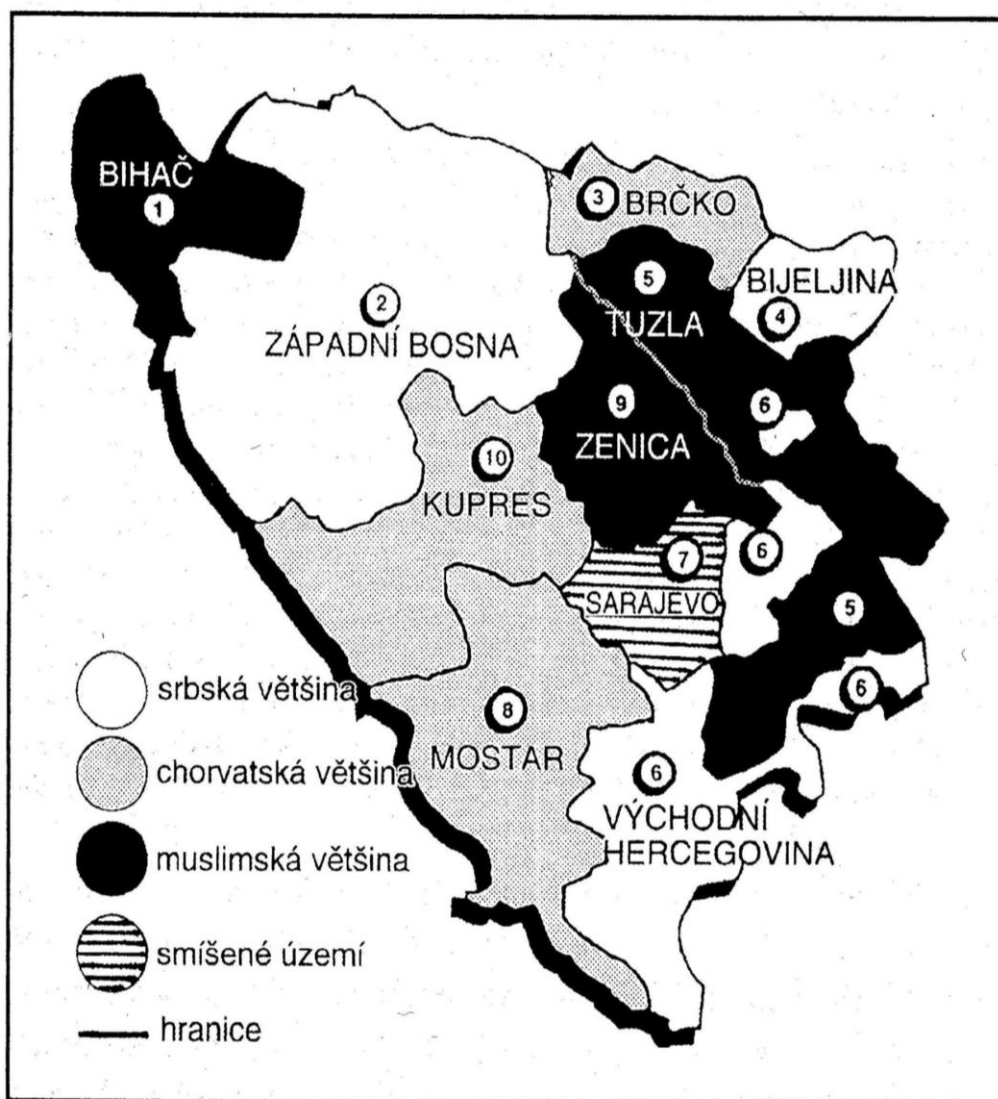 BIHAČ
1
3
BRČKO
5
TUZLA
BIJELJINA
4
2
ZÁPADNÍ BOSNA
9
ZENICA
6
10
KUPRES
7
6
SARAJEVO
5
6
8
MOSTAR
6
VÝCHODNÍ
HERCEGOVINA
srbská většina
chorvatská většina
muslimská většina
smíšené území
hranice